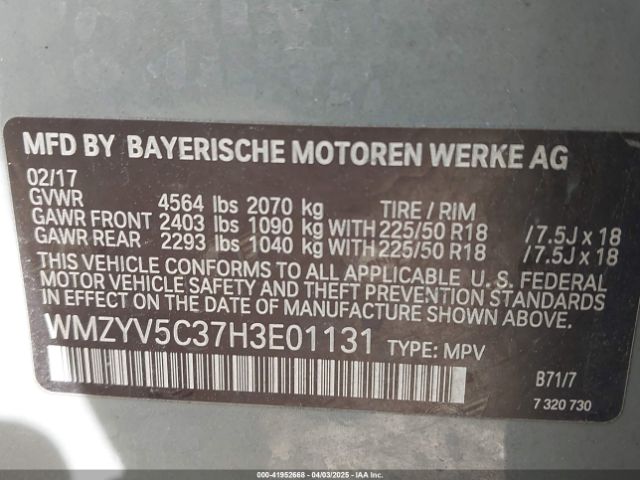 MFD BY BAYERISCHE MOTOREN WERKE AG
02/17
GVWR 4564 lbs 2070 kg TIRE / RIM
GAWR FRONT 2403 lbs 1090 kg WITH 225/50 R18 /7.5J x 18
GAWR REAR 2293 lbs 1040 kg WITH 225/50 R18 /7.5J x 18
THIS VEHICLE CONFORMS TO ALL APPLICABLE U. S. FEDERAL
MOTOR VEHICLE SAFETY AND THEFT PREVENTION STANDARDS
IN EFFECT ON THE DATE OF MANUFACTURE SHOWN ABOVE.
WMZYV5C37H3E01131 TYPE: MPV
B71/7
7 320 730
000-41952668 - 04/03/2025 - COPART